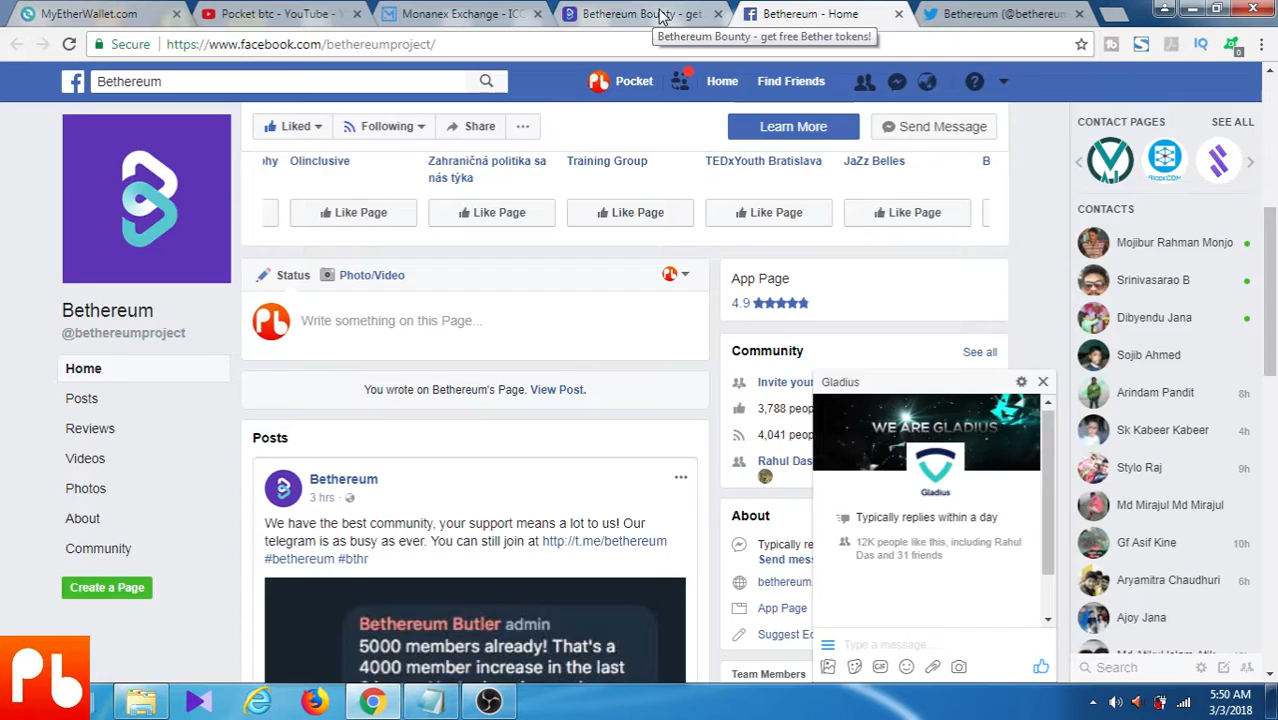 MyEtherWallet.com
Pocket btc - YouTube -
Monanex Exchange - ICC
Bethereum Bounty - get
Bethereum - Home
Bethereum (@bethereum
Bethereum Bounty - get free Bether tokens!
Secure
https://www.facebook.com/bethereumproject/
Bethereum
Pocket
Home
Find Friends
Liked
Following
Share
Learn More
Send Message
phy
Olinclusive
Zahraničná politika sa
nás týka
Training Group
TEDxYouth Bratislava
JaZz Belles
B
Like Page
Like Page
Like Page
Like Page
Like Page
Bethereum
@bethereumproject
Home
Posts
Reviews
Videos
Photos
About
Community
Create a Page
Status
Photo/Video
Write something on this Page...
You wrote on Bethereum's Page. View Post.
Posts
Bethereum
3 hrs ·
We have the best community, your support means a lot to us! Our
telegram is as busy as ever. You can still join at http://t.me/bethereum
#bethereum #bthr
Bethereum Butler admin
5000 members already! That's a
4000 member increase in the last
App Page
4.9
Community
See all
Invite your
3,788 peop
4,041 peop
Rahul Das
About
Typically re
Send mess
bethereum.
App Page
Suggest Ed
Team Members
Gladius
WE ARE GLADIUS
Gladius
Typically replies within a day
12K people like this, including Rahul
Das and 31 friends
Type a message...
CONTACT PAGES
SEE ALL
CONTACTS
Mojibur Rahman Monjo
Srinivasarao B
Dibyendu Jana
Sojib Ahmed
Arindam Pandit
8h
Sk Kabeer Kabeer
4h
Stylo Raj
9h
Md Mirajul Md Mirajul
Gf Asif Kine
10h
Aryamitra Chaudhuri
6h
Ajoy Jana
Search
Pb
5:50 AM
3/3/2018